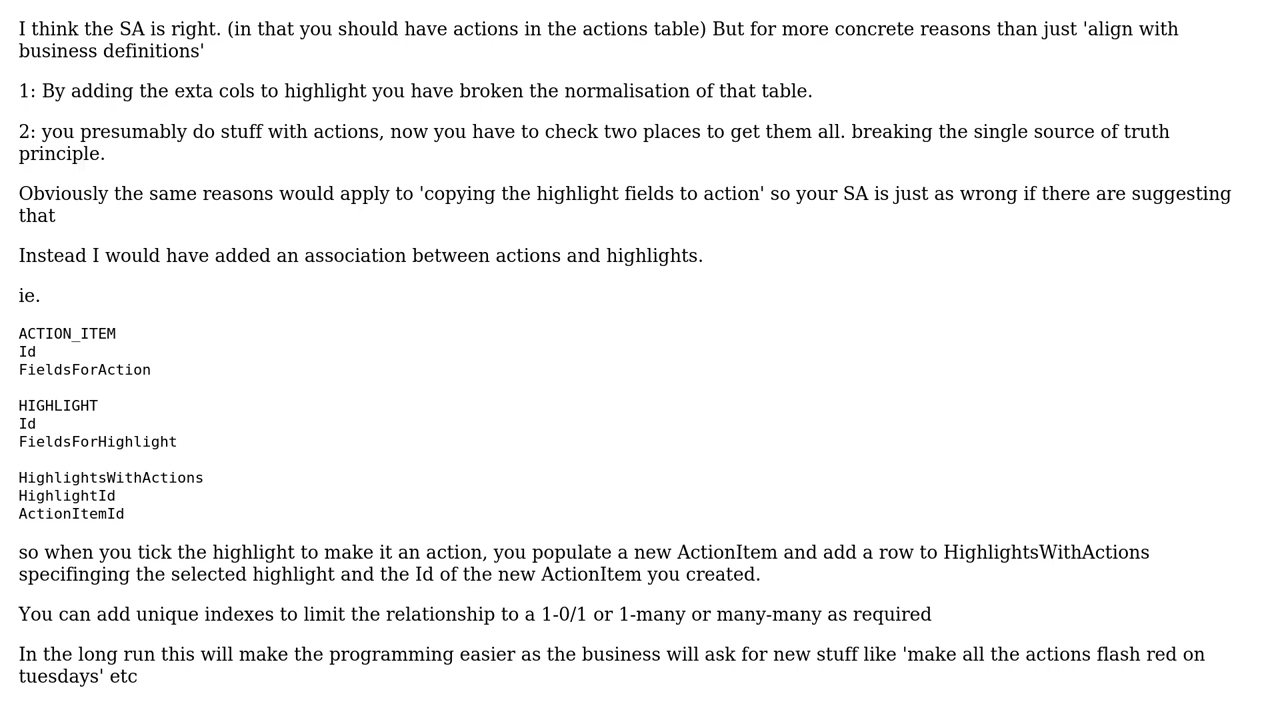 I think the SA is right. (in that you should have actions in the actions table) But for more concrete reasons than just 'align with
business definitions'
1: By adding the exta cols to highlight you have broken the normalisation of that table.
2: you presumably do stuff with actions, now you have to check two places to get them all. breaking the single source of truth
principle.
Obviously the same reasons would apply to 'copying the highlight fields to action' so your SA is just as wrong if there are suggesting
that
Instead I would have added an association between actions and highlights.
ie.
ACTION_ITEM
Id
FieldsForAction
HIGHLIGHT
Id
FieldsForHighlight
HighlightsWithActions
HighlightId
ActionItemId
so when you tick the highlight to make it an action, you populate a new ActionItem and add a row to HighlightsWithActions
specifinging the selected highlight and the Id of the new ActionItem you created.
You can add unique indexes to limit the relationship to a 1-0/1 or 1-many or many-many as required
In the long run this will make the programming easier as the business will ask for new stuff like 'make all the actions flash red on
tuesdays' etc